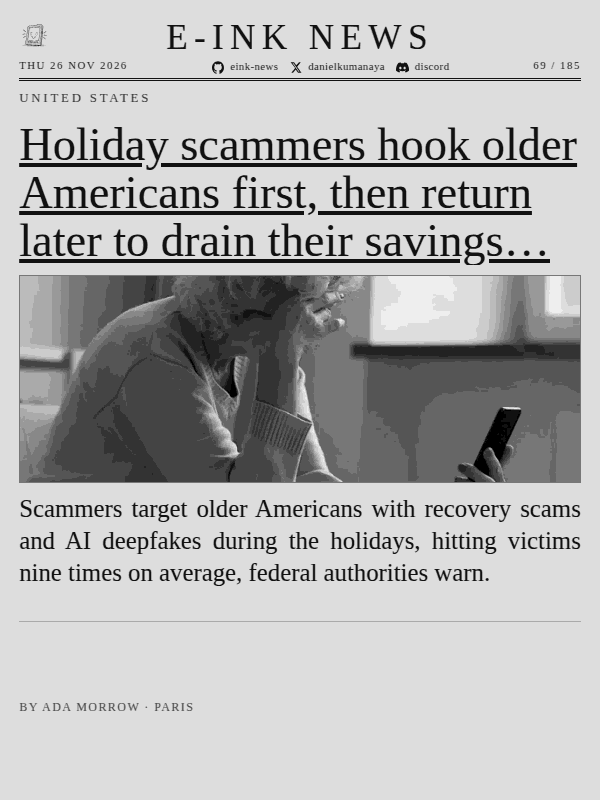 E-INK NEWS
THU 26 NOV 2026
eink-news danielkumanaya discord
69 / 185
UNITED STATES
Holiday scammers hook older
Americans first, then return
later to drain their savings…
Scammers target older Americans with recovery scams
and AI deepfakes during the holidays, hitting victims
nine times on average, federal authorities warn.
BY ADA MORROW · PARIS